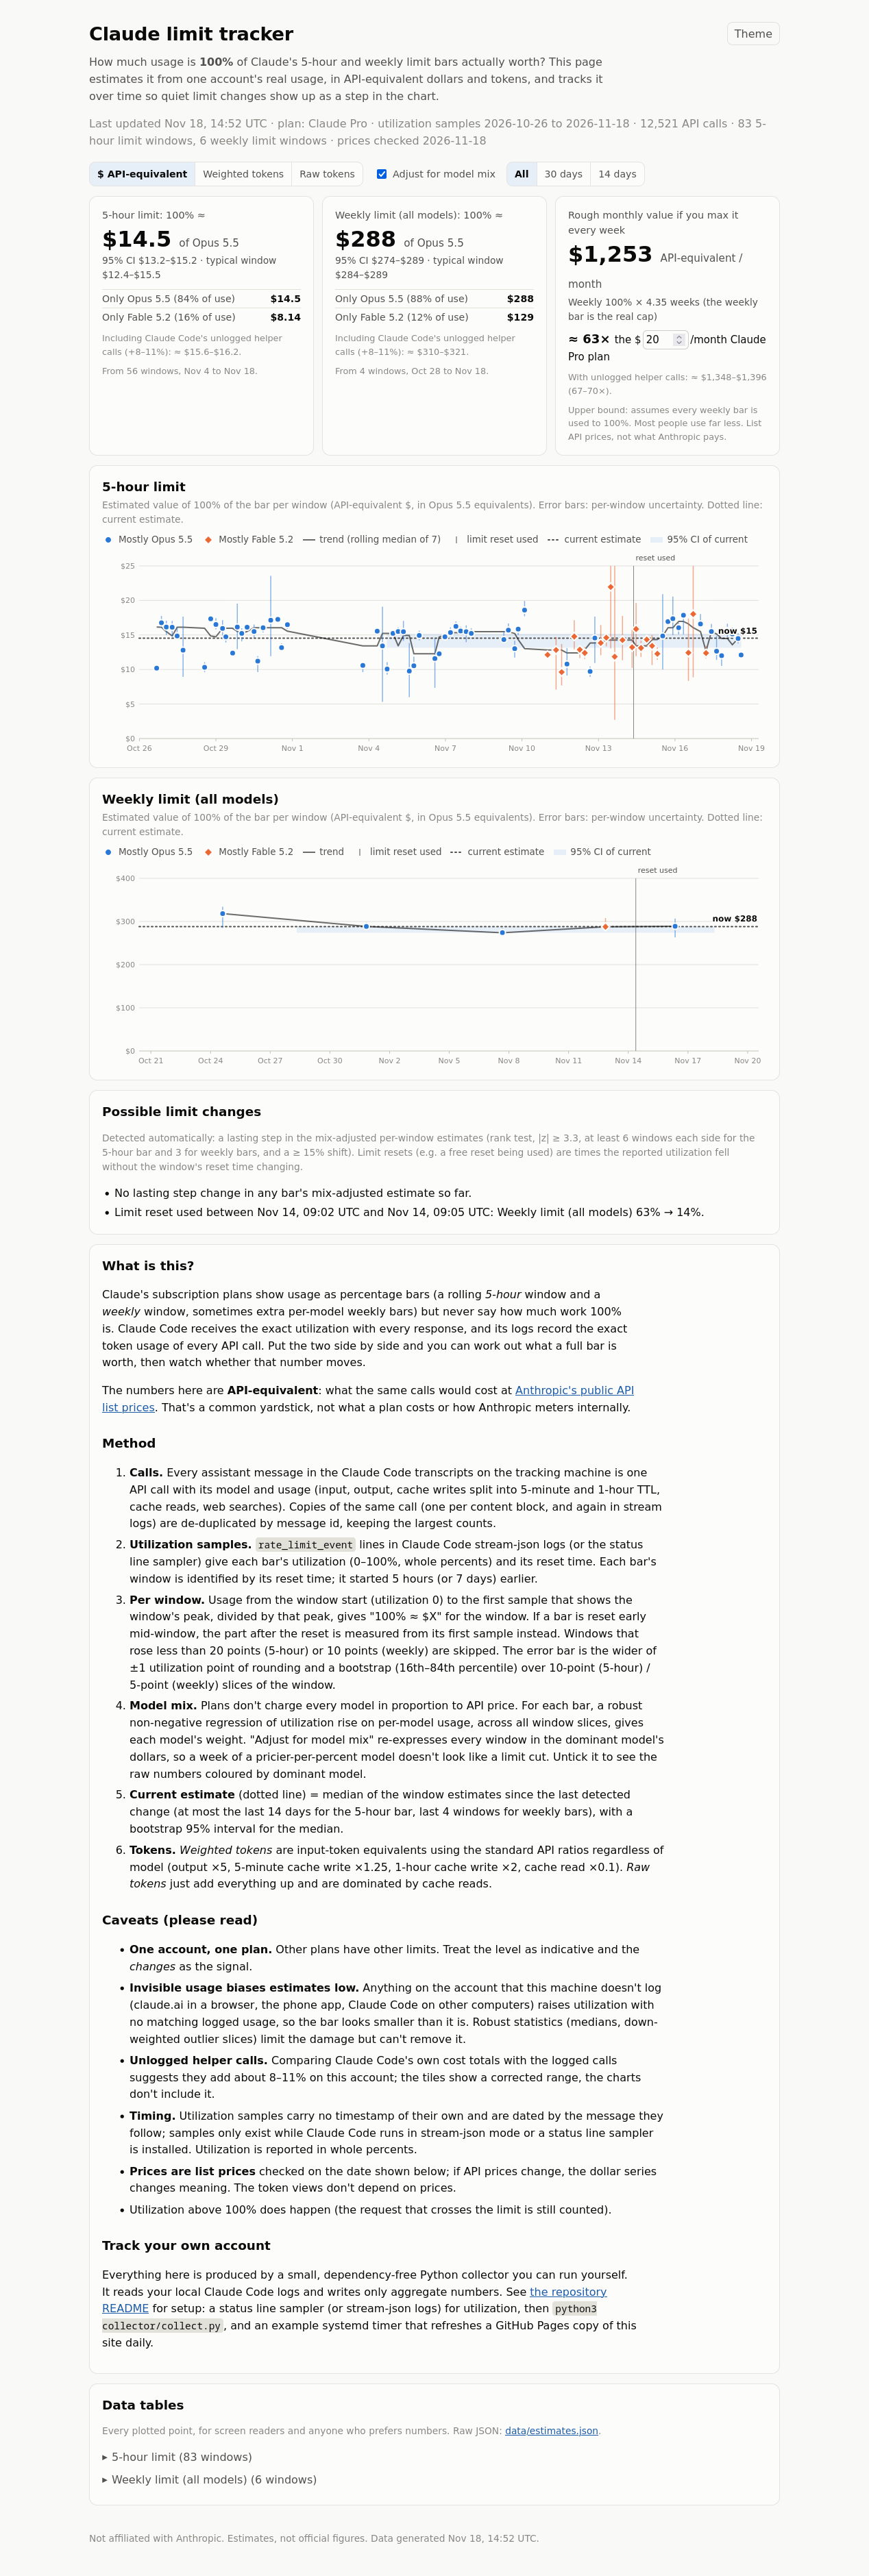 Claude limit tracker
Theme
How much usage is 100% of Claude's 5-hour and weekly limit bars actually worth? This page
estimates it from one account's real usage, in API-equivalent dollars and tokens, and tracks it
over time so quiet limit changes show up as a step in the chart.
Last updated Nov 18, 14:52 UTC · plan: Claude Pro · utilization samples 2026-10-26 to 2026-11-18 · 12,521 API calls · 83 5-
hour limit windows, 6 weekly limit windows · prices checked 2026-11-18
$ API-equivalent Weighted tokens Raw tokens Adjust for model mix All 30 days 14 days
5-hour limit: 100% ≈
$14.5 of Opus 5.5
95% CI $13.2–$15.2 · typical window
$12.4–$15.5
Only Opus 5.5 (84% of use) $14.5
Only Fable 5.2 (16% of use) $8.14
Including Claude Code's unlogged helper
calls (+8–11%): ≈ $15.6–$16.2.
From 56 windows, Nov 4 to Nov 18.
Weekly limit (all models): 100% ≈
$288 of Opus 5.5
95% CI $274–$289 · typical window
$284–$289
Only Opus 5.5 (88% of use) $288
Only Fable 5.2 (12% of use) $129
Including Claude Code's unlogged helper
calls (+8–11%): ≈ $310–$321.
From 4 windows, Oct 28 to Nov 18.
Rough monthly value if you max it
every week
$1,253 API-equivalent /
month
Weekly 100% × 4.35 weeks (the weekly
bar is the real cap)
≈ 63× the $ 20 /month Claude
Pro plan
With unlogged helper calls: ≈ $1,348–$1,396
(67–70×).
Upper bound: assumes every weekly bar is
used to 100%. Most people use far less. List
API prices, not what Anthropic pays.
5-hour limit
Estimated value of 100% of the bar per window (API-equivalent $, in Opus 5.5 equivalents). Error bars: per-window uncertainty. Dotted line:
current estimate.
Mostly Opus 5.5 Mostly Fable 5.2 trend (rolling median of 7) limit reset used current estimate 95% CI of current
reset used
$25
$20
$15
$10
$5
$0
now $15
Oct 26 Oct 29 Nov 1 Nov 4 Nov 7 Nov 10 Nov 13 Nov 16 Nov 19
Weekly limit (all models)
Estimated value of 100% of the bar per window (API-equivalent $, in Opus 5.5 equivalents). Error bars: per-window uncertainty. Dotted line:
current estimate.
Mostly Opus 5.5 Mostly Fable 5.2 trend limit reset used current estimate 95% CI of current
reset used
$400
$300
$200
$100
$0
now $288
Oct 21 Oct 24 Oct 27 Oct 30 Nov 2 Nov 5 Nov 8 Nov 11 Nov 14 Nov 17 Nov 20
Possible limit changes
Detected automatically: a lasting step in the mix-adjusted per-window estimates (rank test, |z| ≥ 3.3, at least 6 windows each side for the
5-hour bar and 3 for weekly bars, and a ≥ 15% shift). Limit resets (e.g. a free reset being used) are times the reported utilization fell
without the window's reset time changing.
• No lasting step change in any bar's mix-adjusted estimate so far.
• Limit reset used between Nov 14, 09:02 UTC and Nov 14, 09:05 UTC: Weekly limit (all models) 63% → 14%.
What is this?
Claude's subscription plans show usage as percentage bars (a rolling 5-hour window and a
weekly window, sometimes extra per-model weekly bars) but never say how much work 100%
is. Claude Code receives the exact utilization with every response, and its logs record the exact
token usage of every API call. Put the two side by side and you can work out what a full bar is
worth, then watch whether that number moves.
The numbers here are API-equivalent: what the same calls would cost at Anthropic's public API
list prices. That's a common yardstick, not what a plan costs or how Anthropic meters internally.
Method
1. Calls. Every assistant message in the Claude Code transcripts on the tracking machine is one
API call with its model and usage (input, output, cache writes split into 5-minute and 1-hour TTL,
cache reads, web searches). Copies of the same call (one per content block, and again in stream
logs) are de-duplicated by message id, keeping the largest counts.
2. Utilization samples. rate_limit_event lines in Claude Code stream-json logs (or the status
line sampler) give each bar's utilization (0–100%, whole percents) and its reset time. Each bar's
window is identified by its reset time; it started 5 hours (or 7 days) earlier.
3. Per window. Usage from the window start (utilization 0) to the first sample that shows the
window's peak, divided by that peak, gives "100% ≈ $X" for the window. If a bar is reset early
mid-window, the part after the reset is measured from its first sample instead. Windows that
rose less than 20 points (5-hour) or 10 points (weekly) are skipped. The error bar is the wider of
±1 utilization point of rounding and a bootstrap (16th–84th percentile) over 10-point (5-hour) /
5-point (weekly) slices of the window.
4. Model mix. Plans don't charge every model in proportion to API price. For each bar, a robust
non-negative regression of utilization rise on per-model usage, across all window slices, gives
each model's weight. "Adjust for model mix" re-expresses every window in the dominant model's
dollars, so a week of a pricier-per-percent model doesn't look like a limit cut. Untick it to see the
raw numbers coloured by dominant model.
5. Current estimate (dotted line) = median of the window estimates since the last detected
change (at most the last 14 days for the 5-hour bar, last 4 windows for weekly bars), with a
bootstrap 95% interval for the median.
6. Tokens. Weighted tokens are input-token equivalents using the standard API ratios regardless of
model (output ×5, 5-minute cache write ×1.25, 1-hour cache write ×2, cache read ×0.1). Raw
tokens just add everything up and are dominated by cache reads.
Caveats (please read)
• One account, one plan. Other plans have other limits. Treat the level as indicative and the
changes as the signal.
• Invisible usage biases estimates low. Anything on the account that this machine doesn't log
(claude.ai in a browser, the phone app, Claude Code on other computers) raises utilization with
no matching logged usage, so the bar looks smaller than it is. Robust statistics (medians, down-
weighted outlier slices) limit the damage but can't remove it.
• Unlogged helper calls. Comparing Claude Code's own cost totals with the logged calls
suggests they add about 8–11% on this account; the tiles show a corrected range, the charts
don't include it.
• Timing. Utilization samples carry no timestamp of their own and are dated by the message they
follow; samples only exist while Claude Code runs in stream-json mode or a status line sampler
is installed. Utilization is reported in whole percents.
• Prices are list prices checked on the date shown below; if API prices change, the dollar series
changes meaning. The token views don't depend on prices.
• Utilization above 100% does happen (the request that crosses the limit is still counted).
Track your own account
Everything here is produced by a small, dependency-free Python collector you can run yourself.
It reads your local Claude Code logs and writes only aggregate numbers. See the repository
README for setup: a status line sampler (or stream-json logs) for utilization, then python3
collector/collect.py, and an example systemd timer that refreshes a GitHub Pages copy of this
site daily.
Data tables
Every plotted point, for screen readers and anyone who prefers numbers. Raw JSON: data/estimates.json.
▸ 5-hour limit (83 windows)
▸ Weekly limit (all models) (6 windows)
Not affiliated with Anthropic. Estimates, not official figures. Data generated Nov 18, 14:52 UTC.